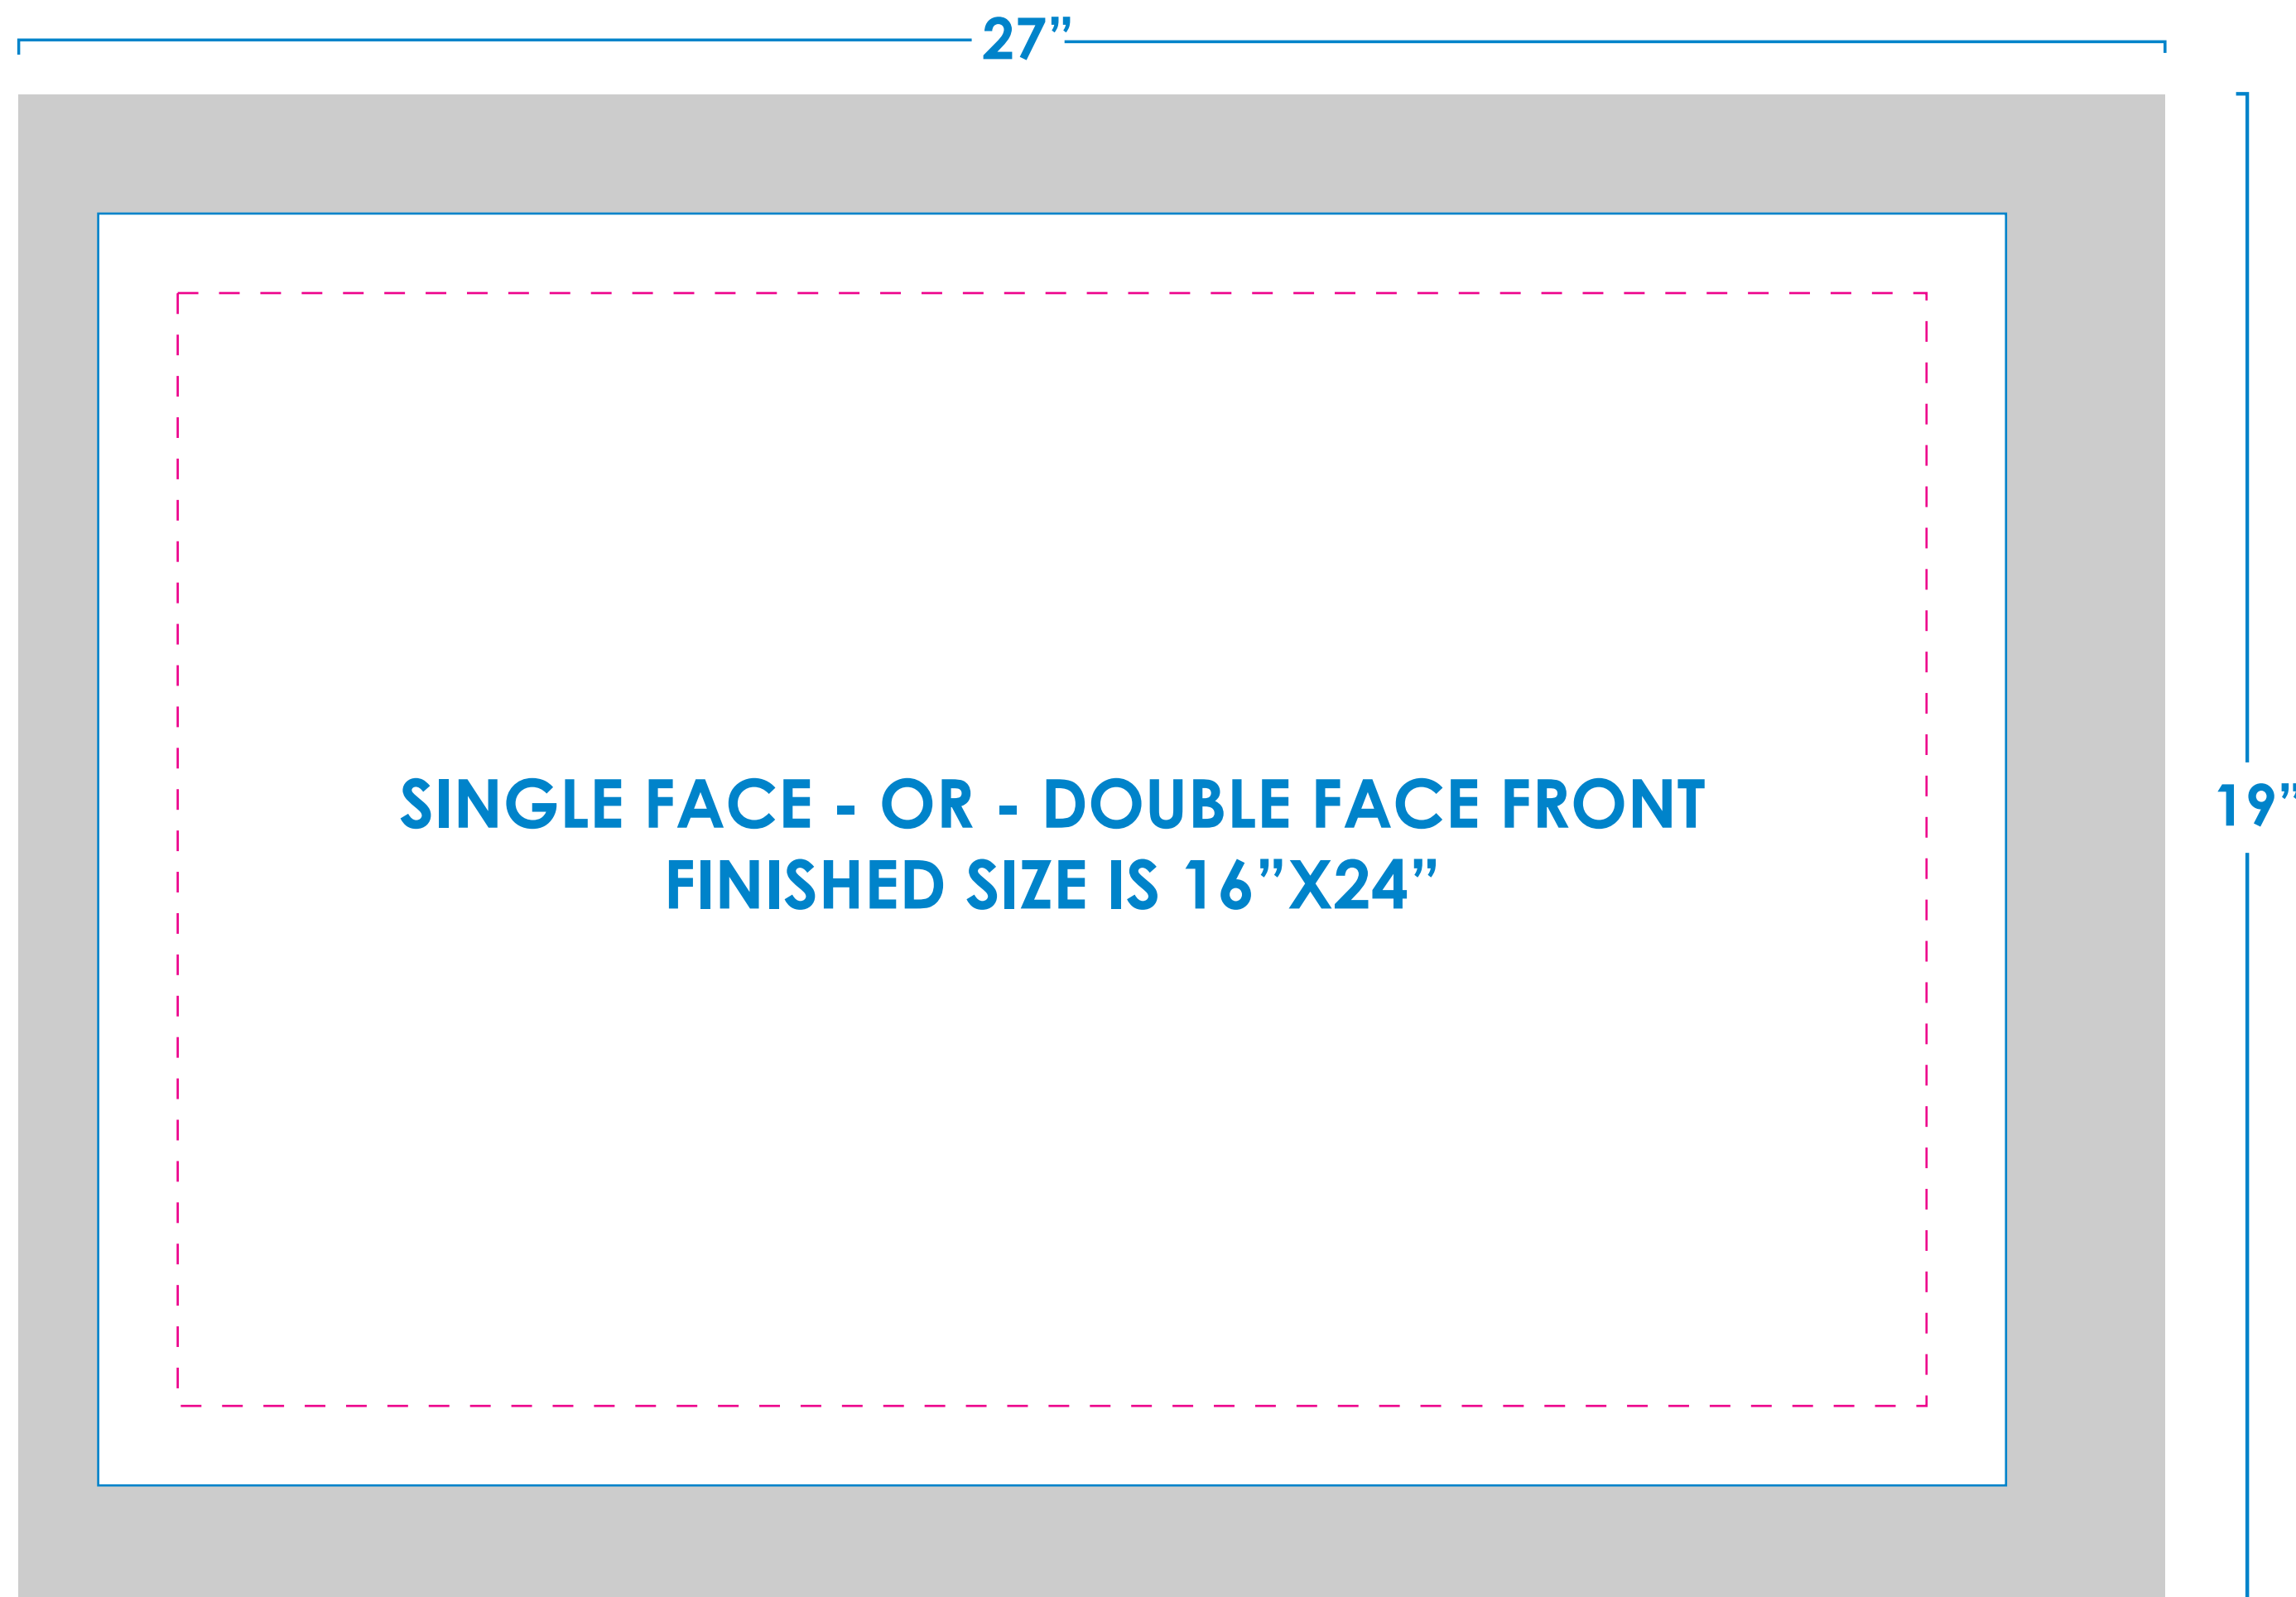 27”
SINGLE FACE - OR - DOUBLE FACE FRONT
FINISHED SIZE IS 16”X24”
19”